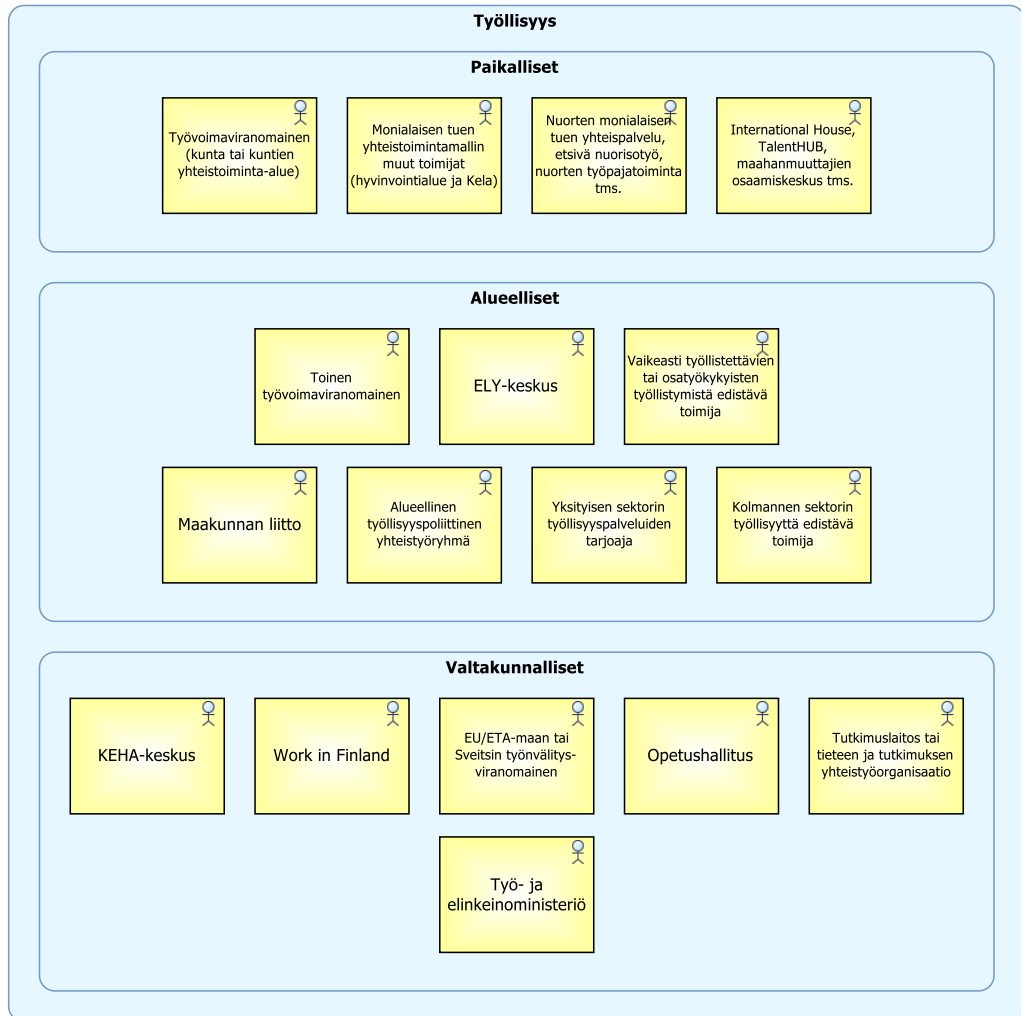 Työllisyys
Paikalliset
Työvoimaviranomainen
(kunta tai kuntien
yhteistoiminta-alue)
Monialaisen tuen
yhteistoimintamallin
muut toimijat
(hyvinvointialue ja Kela)
Nuorten monialaisen
tuen yhteispalvelu,
etsivä nuorisotyö,
nuorten työpajatoiminta
tms.
International House,
TalentHUB,
maahanmuuttajien
osaamiskeskus tms.
Alueelliset
Toinen
työvoimaviranomainen
ELY-keskus
Vaikeasti työllistettävien
tai osatyökykyisten
työllistymistä edistävä
toimija
Maakunnan liitto
Alueellinen
työllisyyspoliittinen
yhteistyöryhmä
Yksityisen sektorin
työllisyyspalveluiden
tarjoaja
Kolmannen sektorin
työllisyyttä edistävä
toimija
Valtakunnalliset
KEHA-keskus
Work in Finland
EU/ETA-maan tai
Sveitsin työnvälitys-
viranomainen
Opetushallitus
Tutkimuslaitos tai
tieteen ja tutkimuksen
yhteistyöorganisaatio
Työ- ja
elinkeinoministeriö